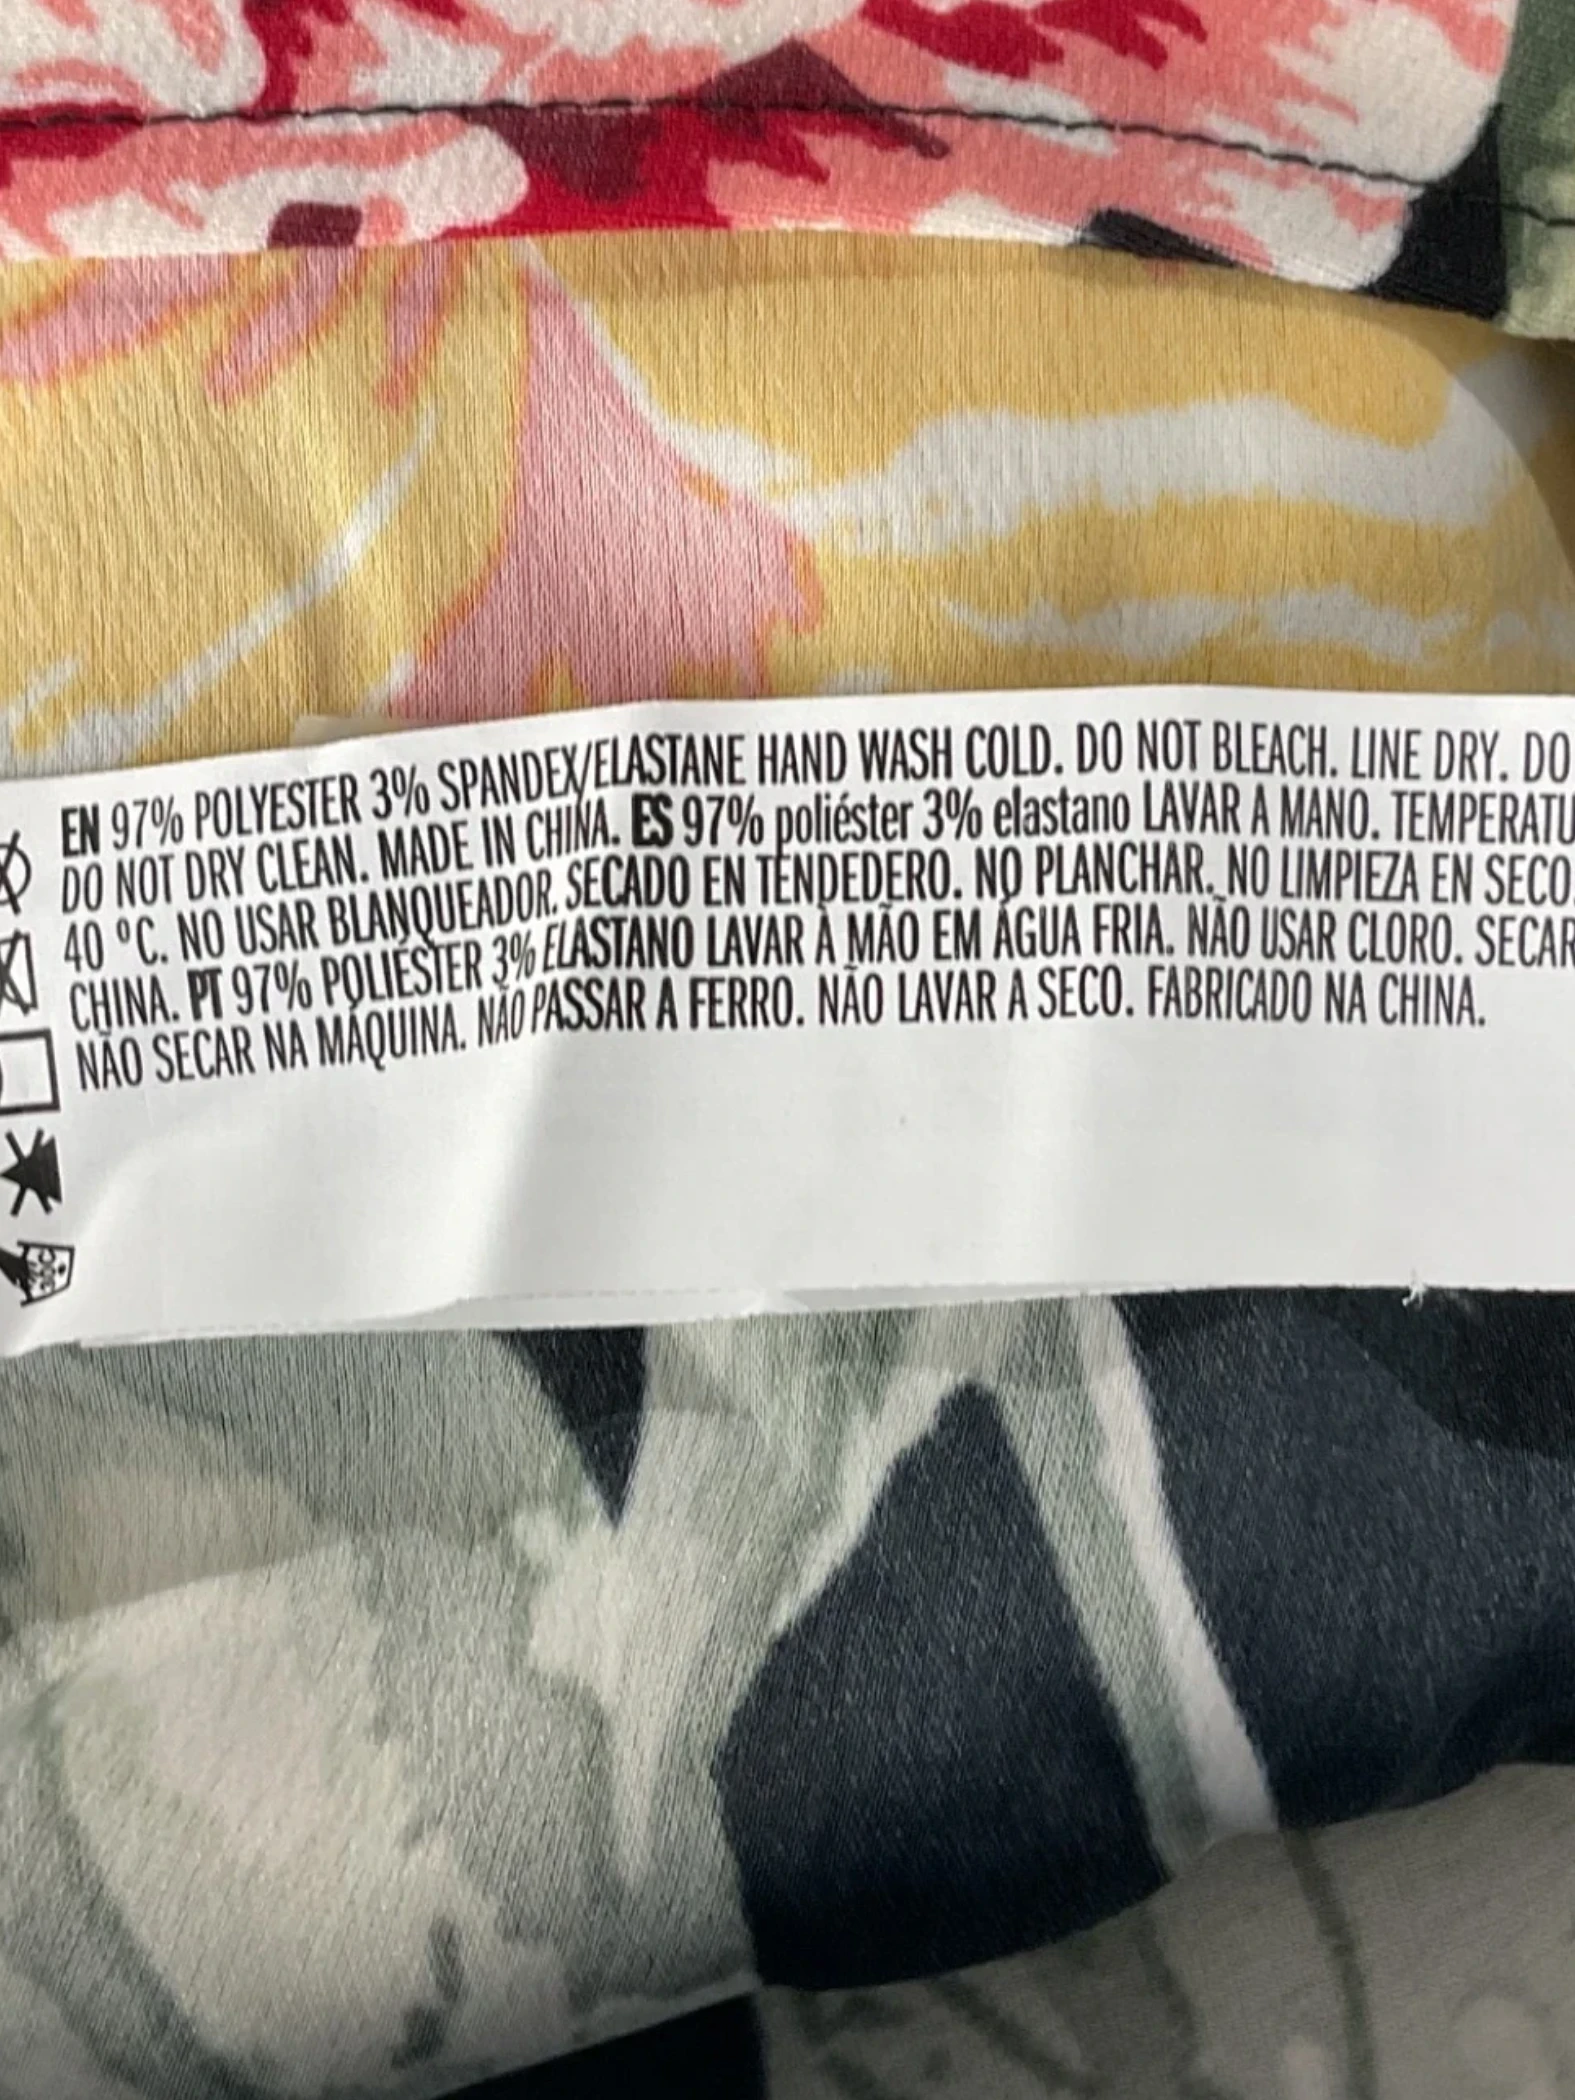 EN 97% POLYESTER 3% SPANDEX/ELASTANE HAND WASH COLD. DO NOT BLEACH. LINE DRY. DO
DO NOT DRY CLEAN. MADE IN CHINA. ES 97% poliéster 3% elastano LAVAR A MANO. TEMPERATU
40 °C. NO USAR BLANQUEADOR. SECADO EN TENDEDERO. NO PLANCHAR. NO LIMPIEZA EN SECO.
CHINA. PT 97% POLIÉSTER 3% ELASTANO LAVAR À MÃO EM ÁGUA FRIA. NÃO USAR CLORO. SECAR
NÃO SECAR NA MÁQUINA. NÃO PASSAR A FERRO. NÃO LAVAR A SECO. FABRICADO NA CHINA.